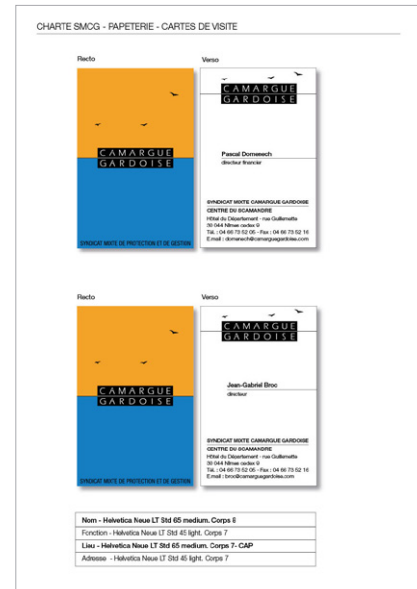 CHARTE SMCG - PAPETERIE - CARTES DE VISITE
Recto
Verso
CAMARGUE
GARDOISE
SYNDICAT MIXTE DE PROTECTION ET DE GESTION
CAMARGUE
GARDOISE
Pascal Domenech
directeur financier
SYNDICAT MIXTE CAMARGUE GARDOISE
CENTRE DU SCAMANDRE
Hôtel du Département - rue Guillemette
30 044 Nîmes cedex 9
Tél. : 04 66 73 52 05 - Fax : 04 66 73 52 16
E.mail : domenech@camarguegardoise.com
Recto
Verso
CAMARGUE
GARDOISE
SYNDICAT MIXTE DE PROTECTION ET DE GESTION
CAMARGUE
GARDOISE
Jean-Gabriel Broc
directeur
SYNDICAT MIXTE CAMARGUE GARDOISE
CENTRE DU SCAMANDRE
Hôtel du Département - rue Guillemette
30 044 Nîmes cedex 9
Tél. : 04 66 73 52 05 - Fax : 04 66 73 52 16
E.mail : broc@camarguegardoise.com
Nom - Helvetica Neue LT Std 65 medium. Corps 8
Fonction - Helvetica Neue LT Std 45 light. Corps 7
Lieu - Helvetica Neue LT Std 65 medium. Corps 7- CAP
Adresse - Helvetica Neue LT Std 45 light. Corps 7